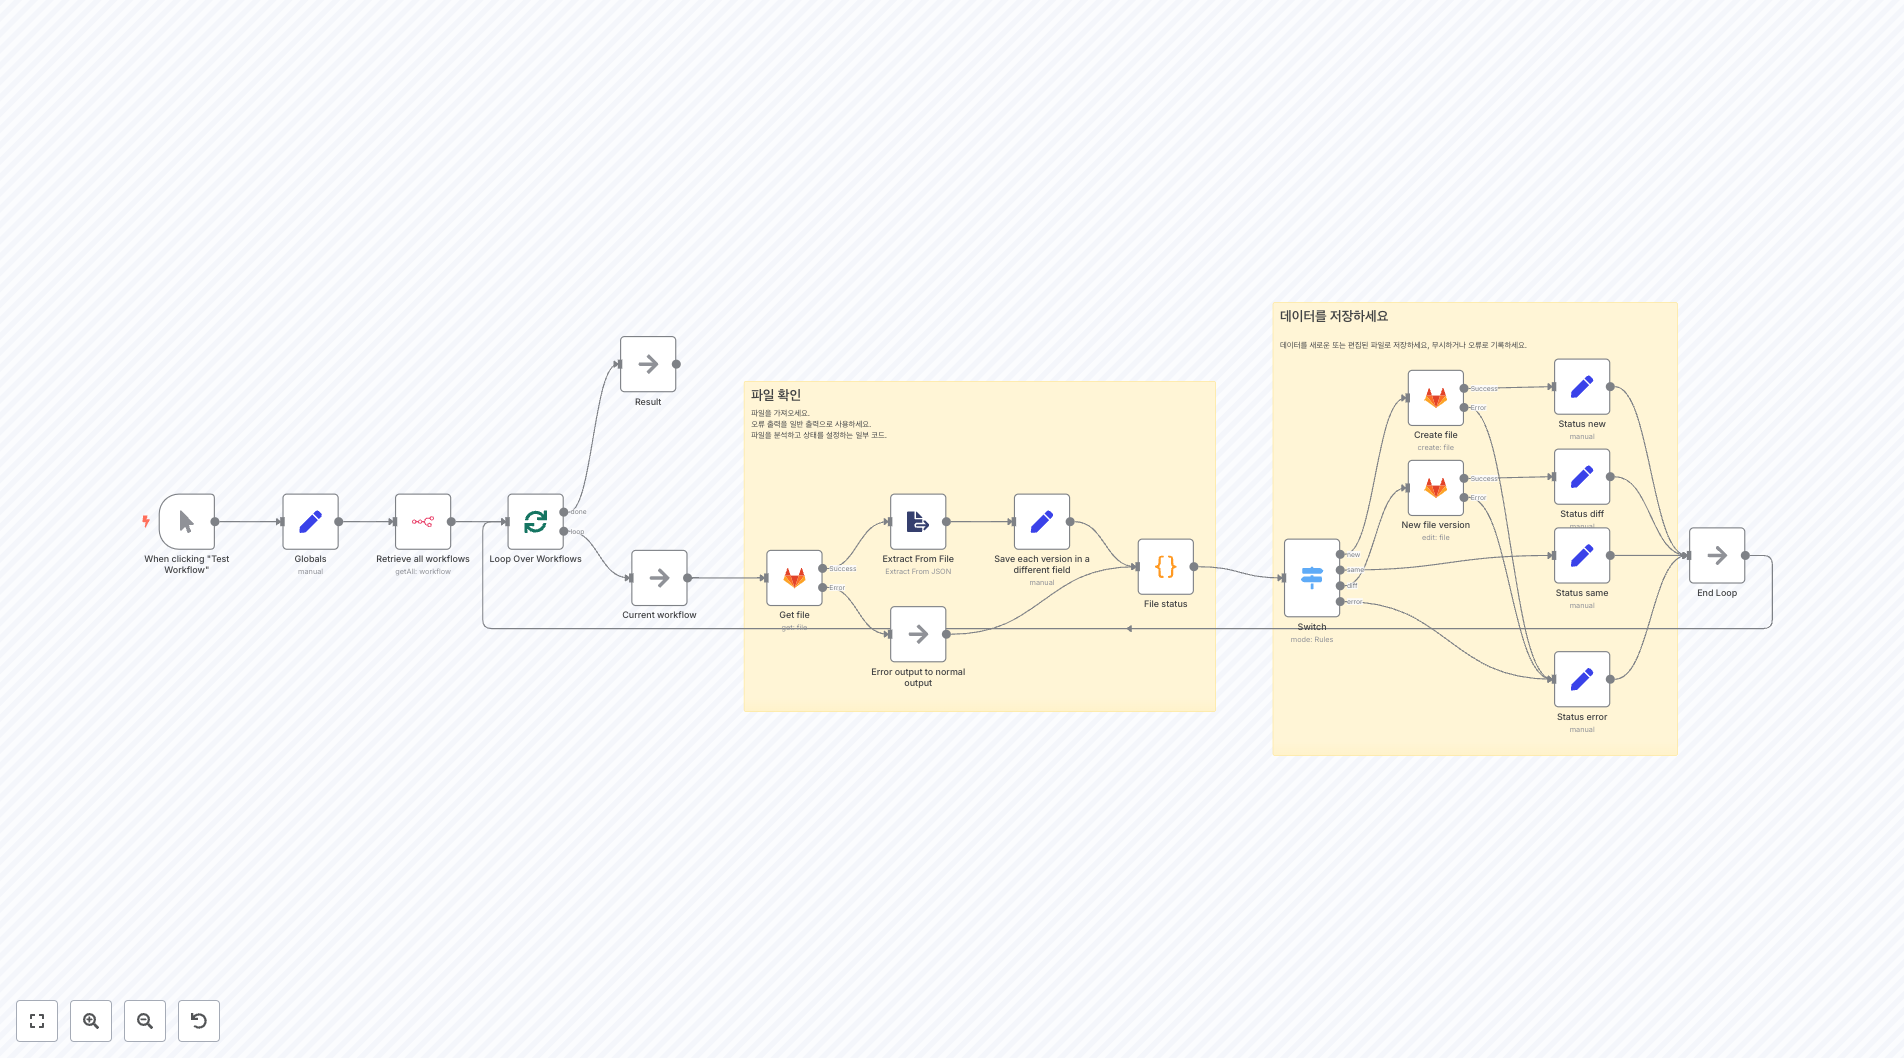 When clicking "Test
Workflow"
Globals
manual
Retrieve all workflows
getAll: workflow
Loop Over Workflows
done
loop
Result
Current workflow
파일 확인
파일을 가져오세요.
오류 출력을 일반 출력으로 사용하세요.
파일을 분석하고 상태를 설정하는 일부 코드.
Get file
get: file
Success
Error
Extract From File
Extract From JSON
Error output to normal
output
Save each version in a
different field
manual
File status
데이터를 저장하세요
데이터를 새로운 또는 편집된 파일로 저장하세요, 무시하거나 오류로 기록하세요.
Switch
mode: Rules
new
same
diff
error
Create file
create: file
Success
Error
New file version
edit: file
Success
Error
Status new
manual
Status diff
manual
Status same
manual
Status error
manual
End Loop